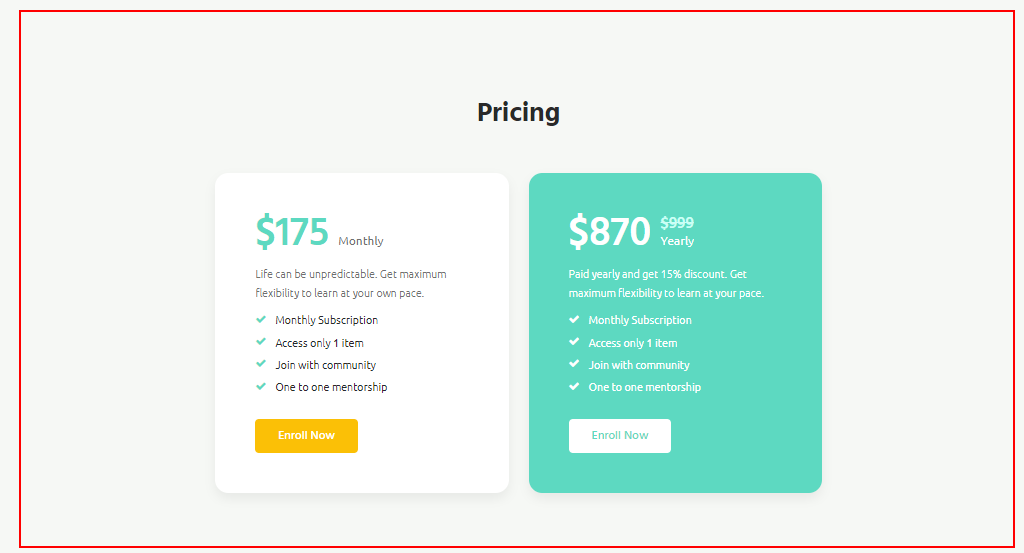 Pricing
$175 Monthly
Life can be unpredictable. Get maximum
flexibility to learn at your own pace.
Monthly Subscription
Access only 1 item
Join with community
One to one mentorship
Enroll Now
$870 $999
Yearly
Paid yearly and get 15% discount. Get
maximum flexibility to learn at your pace.
Monthly Subscription
Access only 1 item
Join with community
One to one mentorship
Enroll Now